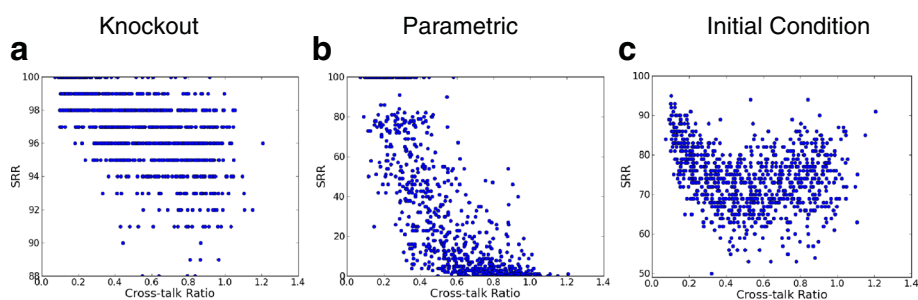 Knockout
Parametric
Initial Condition
a
b
c
100
98
96
94
92
90
88
SRR
0.0 0.2 0.4 0.6 0.8 1.0 1.2 1.4
Cross-talk Ratio
100
80
60
40
20
0
SRR
0.0 0.2 0.4 0.6 0.8 1.0 1.2 1.4
Cross-talk Ratio
100
90
80
70
60
50
SRR
0.0 0.2 0.4 0.6 0.8 1.0 1.2 1.4
Cross-talk Ratio